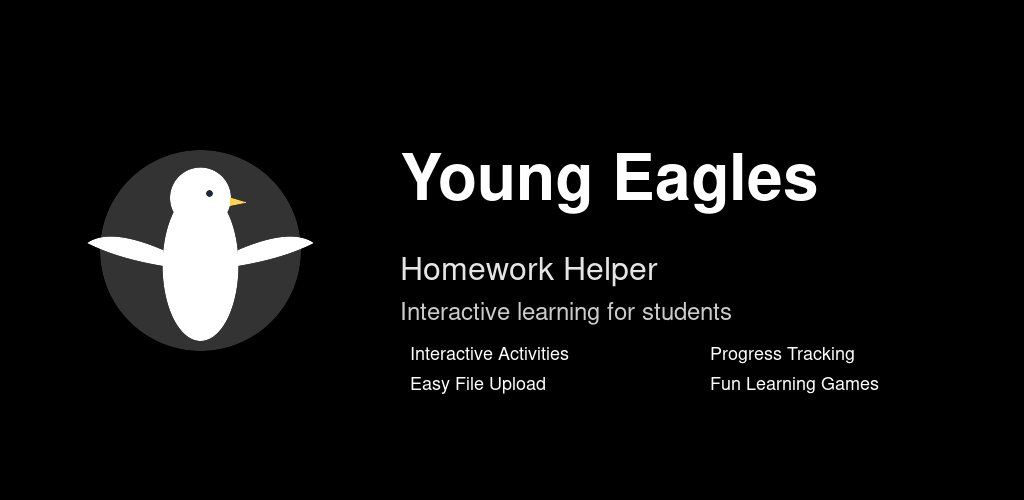 Young Eagles
Homework Helper
Interactive learning for students
Interactive Activities
Progress Tracking
Easy File Upload
Fun Learning Games